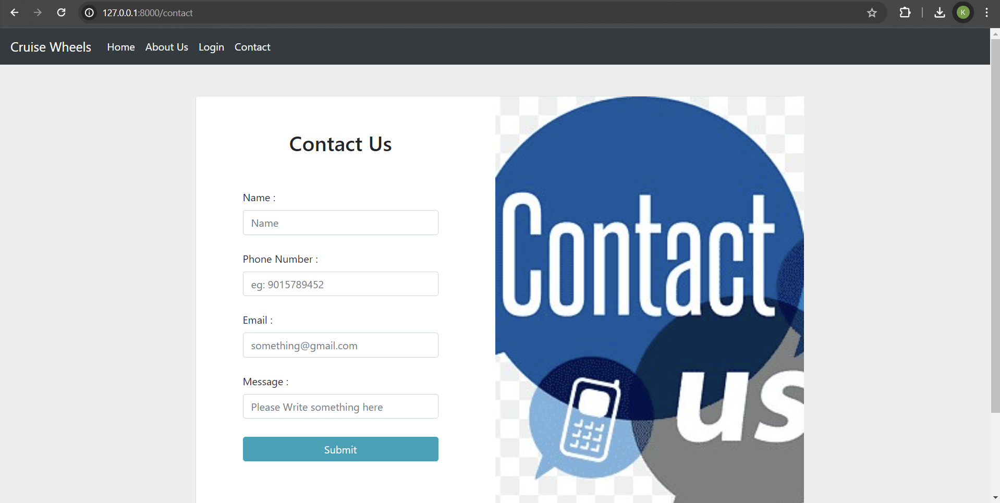 127.0.0.1:8000/contact
K
Cruise Wheels Home About Us Login Contact
Contact Us
Name :
Name
Phone Number :
eg: 9015789452
Email :
something@gmail.com
Message :
Please Write something here
Submit
Contact
us